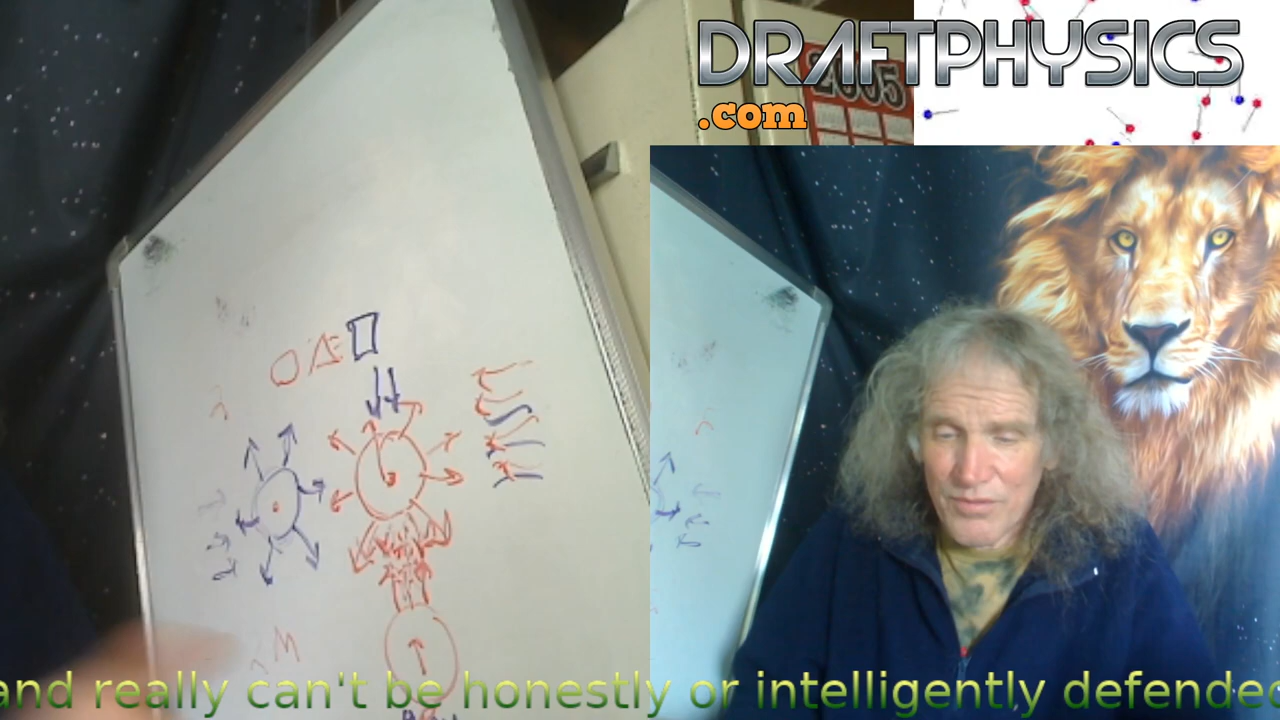 DRAFTPHYSICS
.com
2005
M
and really can't be honestly or intelligently defended